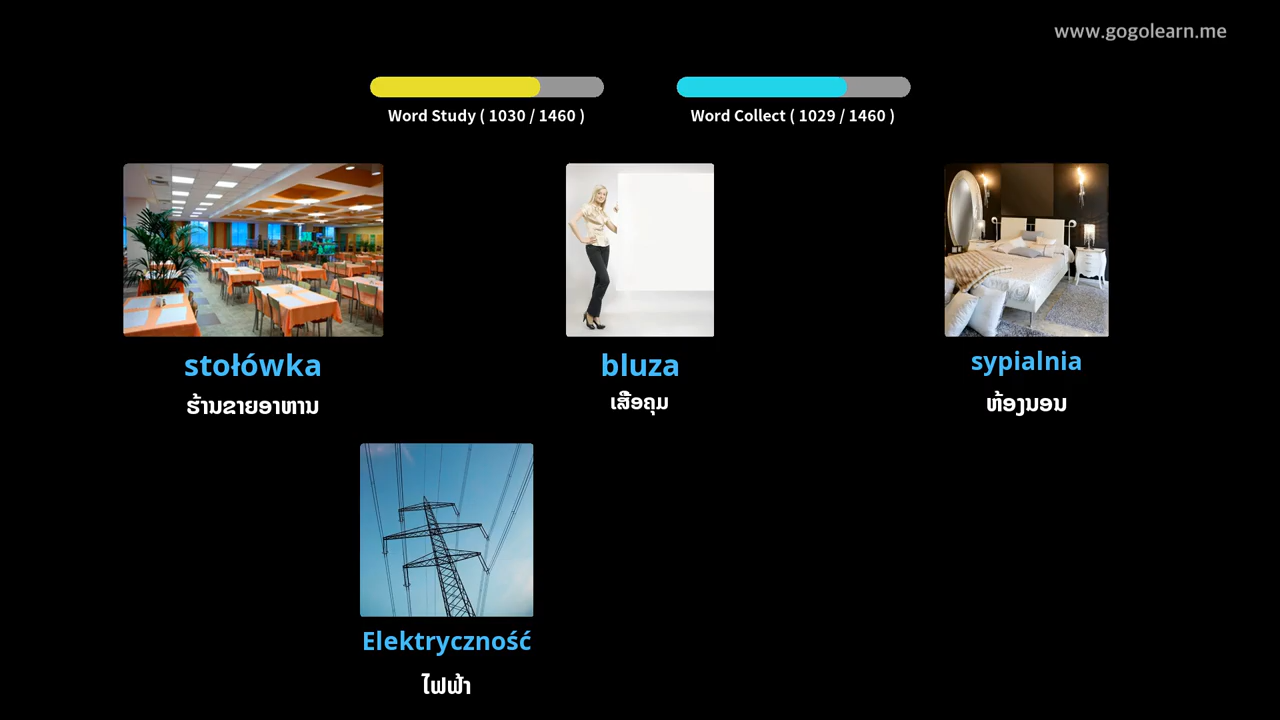 www.gogolearn.me
Word Study ( 1030 / 1460 )
Word Collect ( 1029 / 1460 )
stołówka
bluza
sypialnia
ຮ້ານຂາຍອາຫານ
ເສື້ອຄຸມ
ຫ້ອງນອນ
Elektryczność
ໄຟຟ້າ